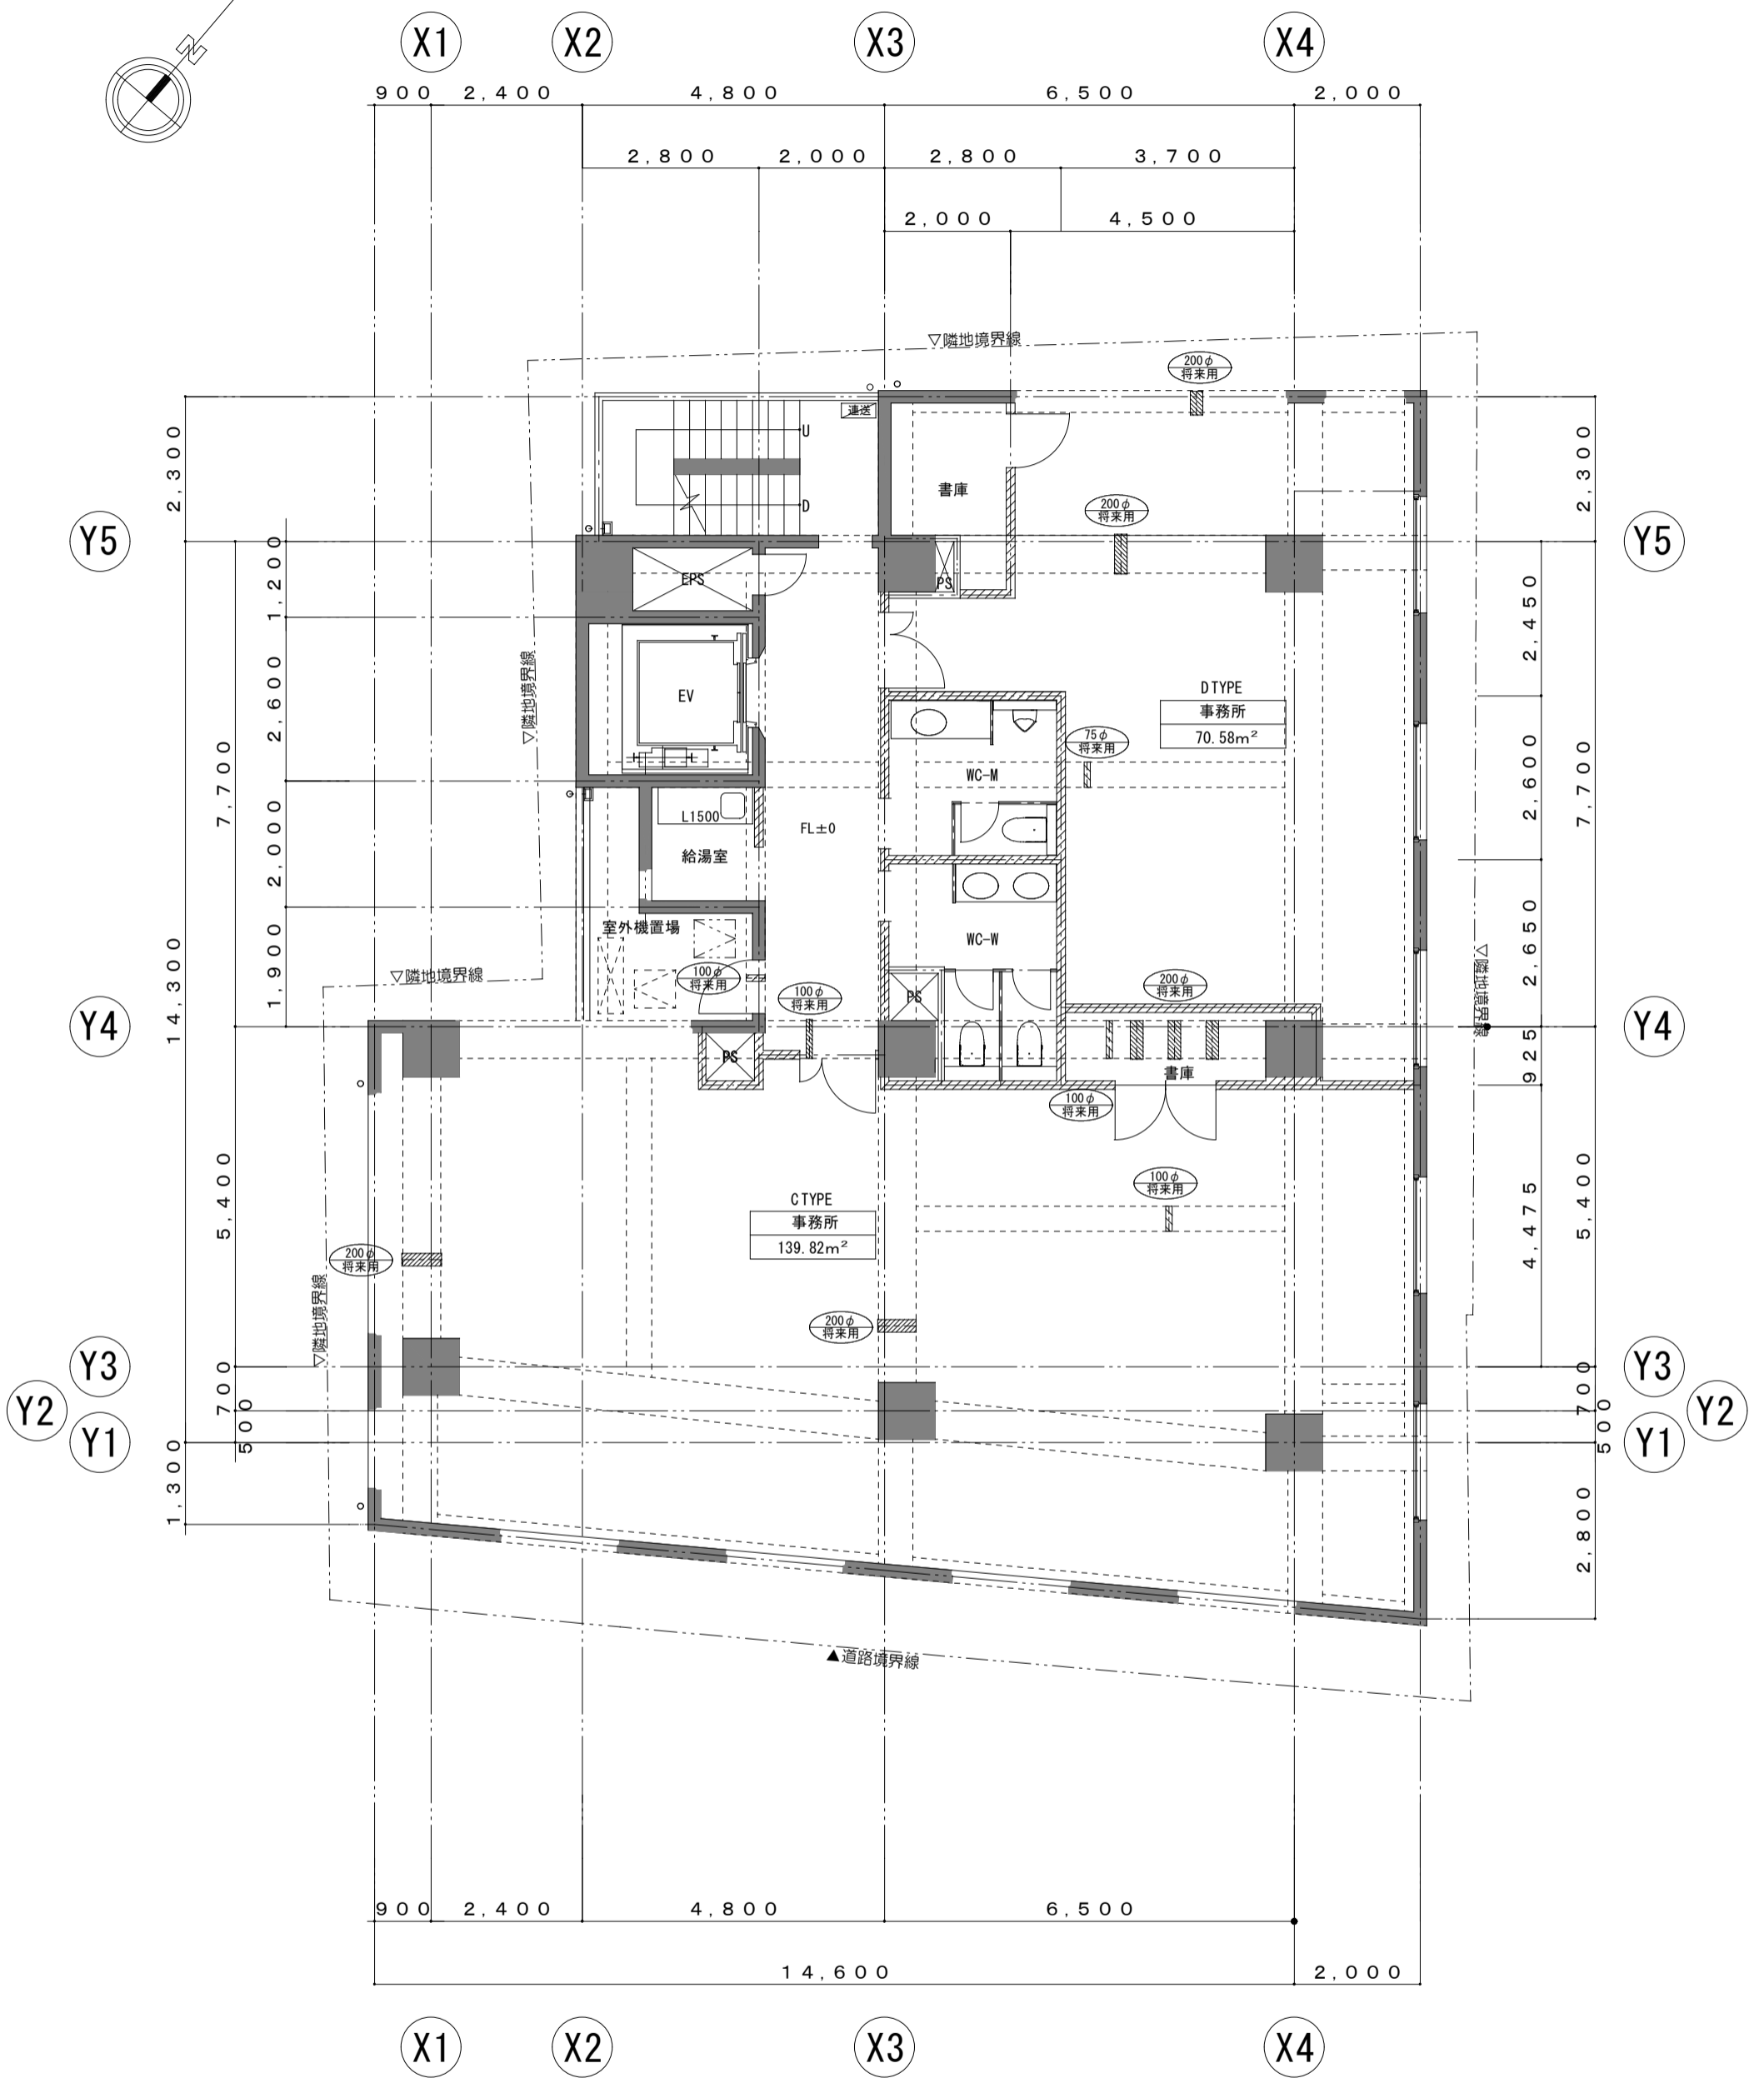 N
X1 X2 X3 X4
900 2,400 4,800 6,500 2,000
2,800 2,000 2,800 3,700
2,000 4,500
▽隣地境界線
200φ
将来用
連送
U
D
2,300
2,300
書庫
200φ
将来用
Y5
Y5
EPS
PS
1,200
2,450
▽隣地境界線
2,600
EV
D TYPE
事務所
70.58m²
75φ
将来用
WC-M
7,700
2,600
7,700
L1500
FL±0
給湯室
2,000
室外機置場
WC-W
1,900
2,650
▽隣地境界線
100φ
将来用
100φ
将来用
200φ
将来用
▽隣地境界線
14,300
PS
Y4
Y4
PS
書庫
925
100φ
将来用
5,400
C TYPE
事務所
139.82m²
100φ
将来用
4,475
5,400
200φ
将来用
▽隣地境界線
200φ
将来用
Y3
Y3
700
700
Y2
Y2
Y1
Y1
500
500
1,300
2,800
▲道路境界線
900 2,400 4,800 6,500
14,600 2,000
X1 X2 X3 X4